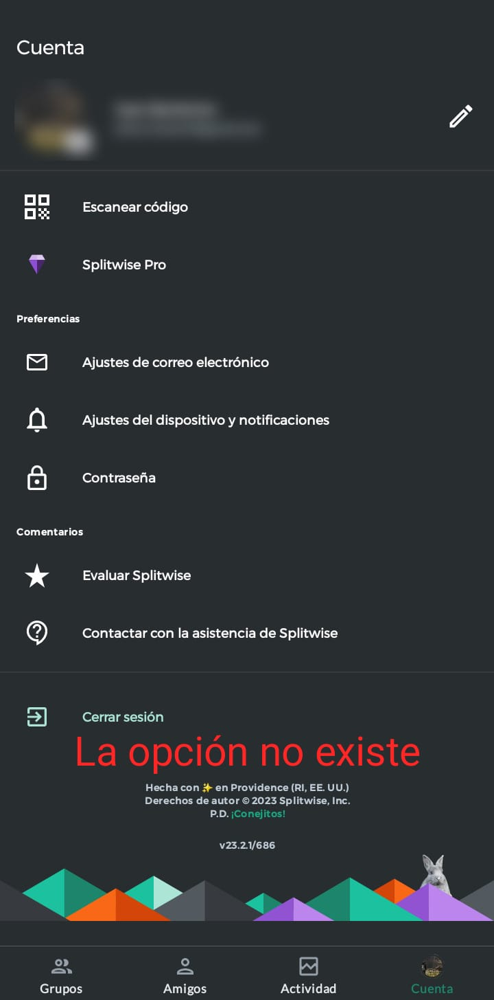 Cuenta
Escanear código
Splitwise Pro
Preferencias
Ajustes de correo electrónico
Ajustes del dispositivo y notificaciones
Contraseña
Comentarios
Evaluar Splitwise
Contactar con la asistencia de Splitwise
Cerrar sesión
La opción no existe
Hecha con ✨ en Providence (RI, EE. UU.)
Derechos de autor © 2023 Splitwise, Inc.
P.D. ¡Conejitos!
v23.2.1/686
Grupos Amigos Actividad Cuenta